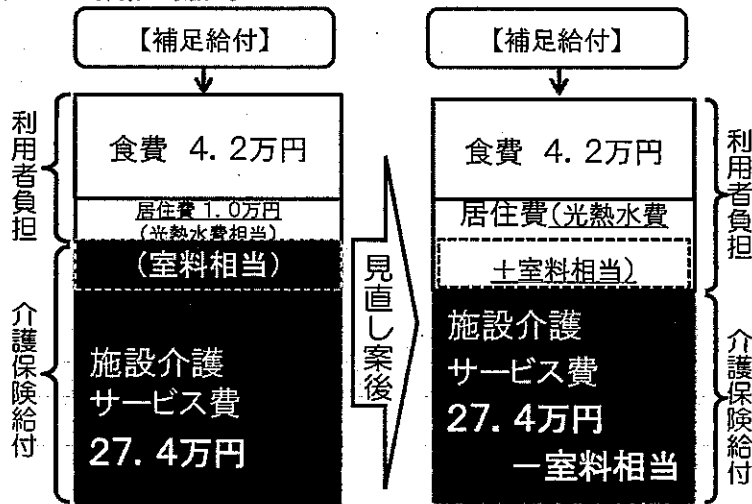 【補足給付】
利用者負担
食費 4.2万円
居住費1.0万円
(光熱水費相当)
(室料相当)
介護保険給付
施設介護
サービス費
27.4万円
見直し案後
【補足給付】
食費 4.2万円
居住費(光熱水費
+室料相当)
利用者負担
施設介護
サービス費
27.4万円
-室料相当
介護保険給付